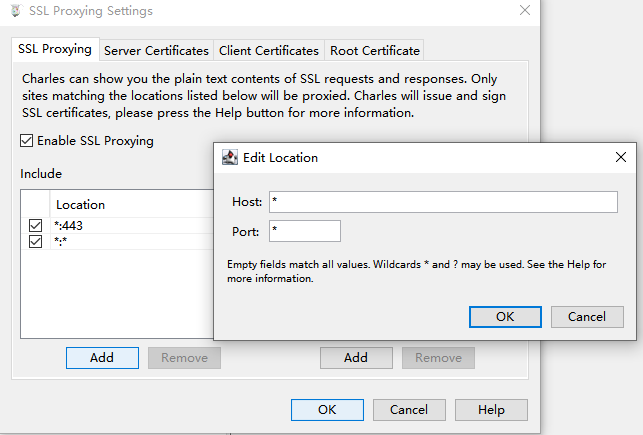 SSL Proxying Settings
SSL Proxying
Server Certificates
Client Certificates
Root Certificate
Charles can show you the plain text contents of SSL requests and responses. Only
sites matching the locations listed below will be proxied. Charles will issue and sign
SSL certificates, please press the Help button for more information.
Enable SSL Proxying
Include
Location
*:443
*:*
Add
Remove
Add
Remove
OK
Cancel
Help
Edit Location
Host: *
Port: *
Empty fields match all values. Wildcards * and ? may be used. See the Help for
more information.
OK
Cancel